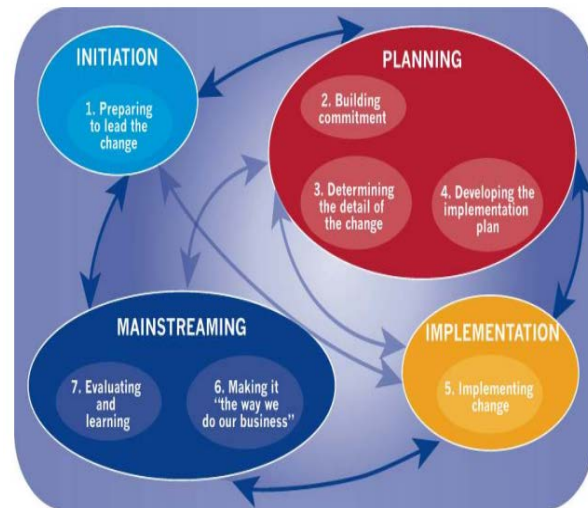 INITIATION
1. Preparing
to lead the
change
PLANNING
2. Building
commitment
3. Determining
the detail of
the change
4. Developing the
implementation
plan
MAINSTREAMING
7. Evaluating
and
learning
6. Making it
“the way we
do our business”
IMPLEMENTATION
5. Implementing
change